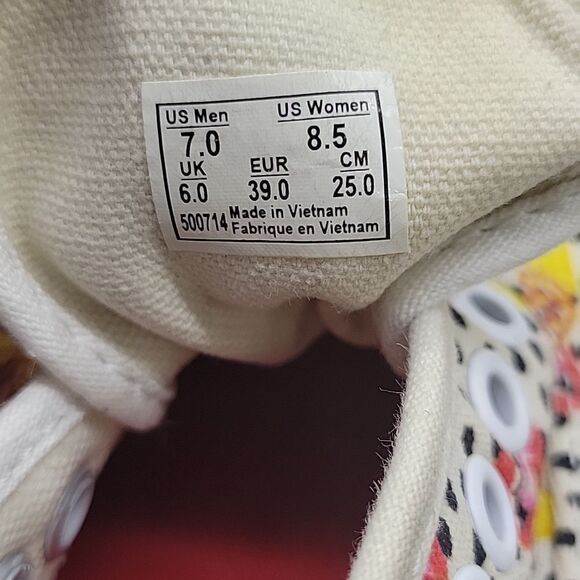 US Men US Women
7.0 8.5
UK EUR CM
6.0 39.0 25.0
500714 Made in Vietnam
Fabrique en Vietnam